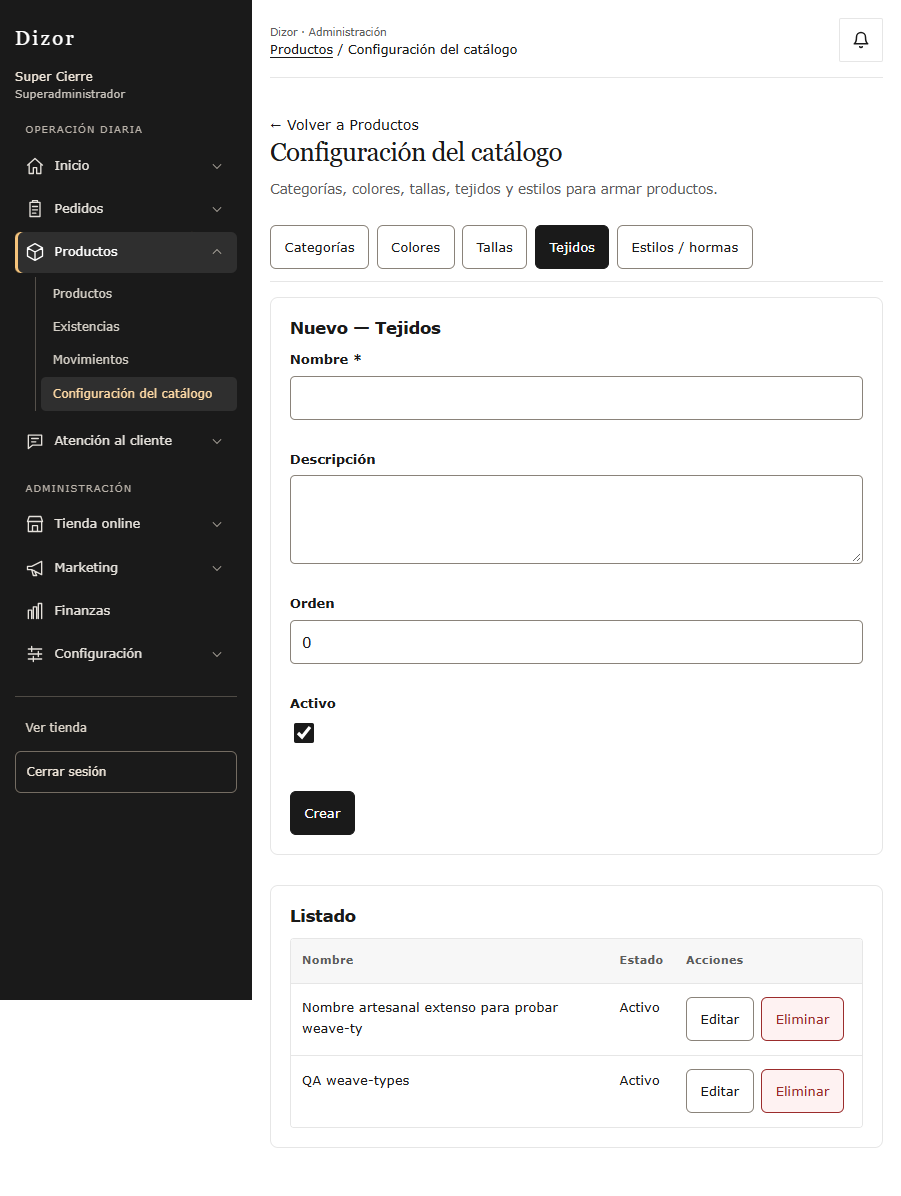 Dizor
Super Cierre
Superadministrador
OPERACIÓN DIARIA
Inicio
Pedidos
Productos
Productos
Existencias
Movimientos
Configuración del catálogo
Atención al cliente
ADMINISTRACIÓN
Tienda online
Marketing
Finanzas
Configuración
Ver tienda
Cerrar sesión
Dizor · Administración
Productos / Configuración del catálogo
← Volver a Productos
Configuración del catálogo
Categorías, colores, tallas, tejidos y estilos para armar productos.
Categorías Colores Tallas Tejidos Estilos / hormas
Nuevo — Tejidos
Nombre *
Descripción
Orden
0
Activo
Crear
Listado
Nombre Estado Acciones
Nombre artesanal extenso para probar
weave-ty
Activo Editar Eliminar
QA weave-types Activo Editar Eliminar